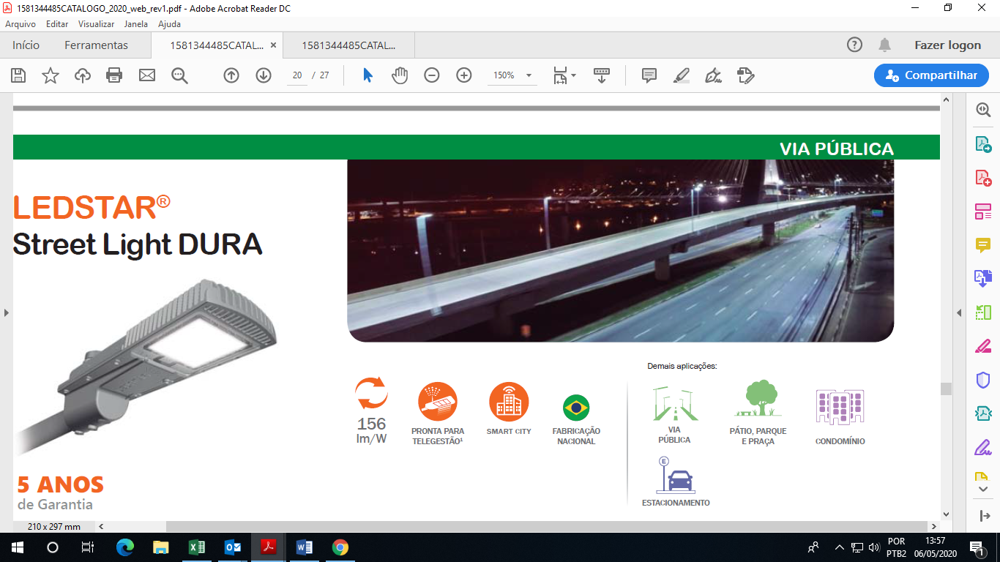 1581344485CATALOGO_2020_web_rev1.pdf - Adobe Acrobat Reader DC
Arquivo Editar Visualizar Janela Ajuda
Início Ferramentas 1581344485CATAL... × 1581344485CATAL... Fazer logon
20 / 27 150% Compartilhar
VIA PÚBLICA
LEDSTAR®
Street Light DURA
Demais aplicações:
156
lm/W
PRONTA PARA
TELEGESTÃO¹
SMART CITY
FABRICAÇÃO
NACIONAL
VIA
PÚBLICA
PÁTIO, PARQUE
E PRAÇA
CONDOMÍNIO
E
ESTACIONAMENTO
5 ANOS
de Garantia
210 x 297 mm
POR
PTB2
13:57
06/05/2020
1